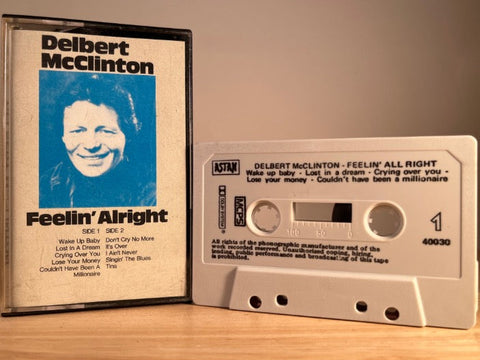 Delbert
McClinton
Feelin' Alright
SIDE 1 SIDE 2
Wake Up Baby Don't Cry No More
Lost In A Dream It's Over
Crying Over You I Ain't Never
Lose Your Money Singin' The Blues
Couldn't Have Been A Tina
Millionaire
ASTAN
DELBERT McCLINTON - FEELIN' ALL RIGHT
Wake up baby - Lost in a dream - Crying over you -
Lose your money - Couldn't have been a millionaire
MCPS
100 50 0
1
40030
All rights of the phonographic manufacturer and of the
work recorded reserved. Unauthorised copying, hiring,
lending, public performance and broadcasting of this tape